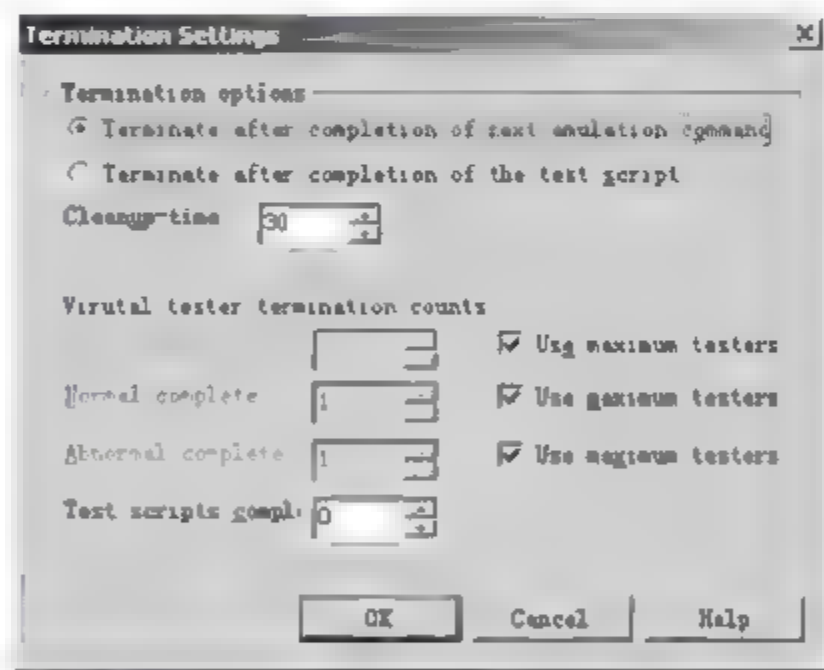 Termination Settings
Termination options
Terminate after completion of next emulation command
Terminate after completion of the test script
Cleanup-time 30
Virutal tester termination counts
Use maximum testers
Normal complete 1 Use maximum testers
Abnormal complete 1 Use maximum testers
Test scripts compl 0
OK Cancel Help